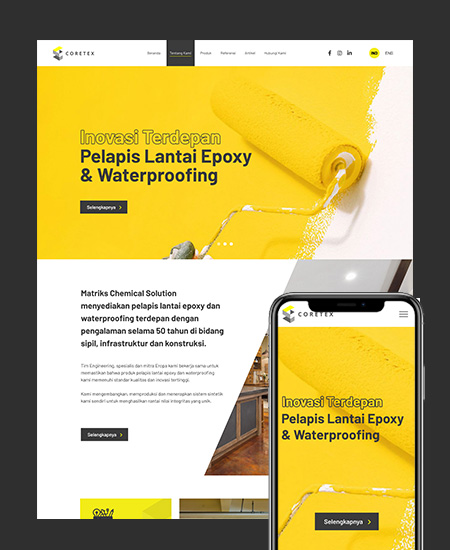 CORETEX
Beranda Tentang Kami Produk Referensi Artikel Hubungi Kami
IND ENG
Inovasi Terdepan
Pelapis Lantai Epoxy
& Waterproofing
Selengkapnya
Matriks Chemical Solution
menyediakan pelapis lantai epoxy dan
waterproofing terdepan dengan
pengalaman selama 50 tahun di bidang
sipil, infrastruktur dan konstruksi.
Tim Engineering, spesialis dan mitra Eropa kami bekerja sama untuk
memastikan bahwa produk pelapis lantai epoxy dan waterproofing
kami memenuhi standar kualitas dan inovasi tertinggi.
Kami mengembangkan, memproduksi dan menerapkan sistem sintetik
kami sendiri untuk menghasilkan rantai nilai integritas yang unik.
Selengkapnya
CORETEX
Inovasi Terdepan
Pelapis Lantai Epoxy
& Waterproofing
Selengkapnya